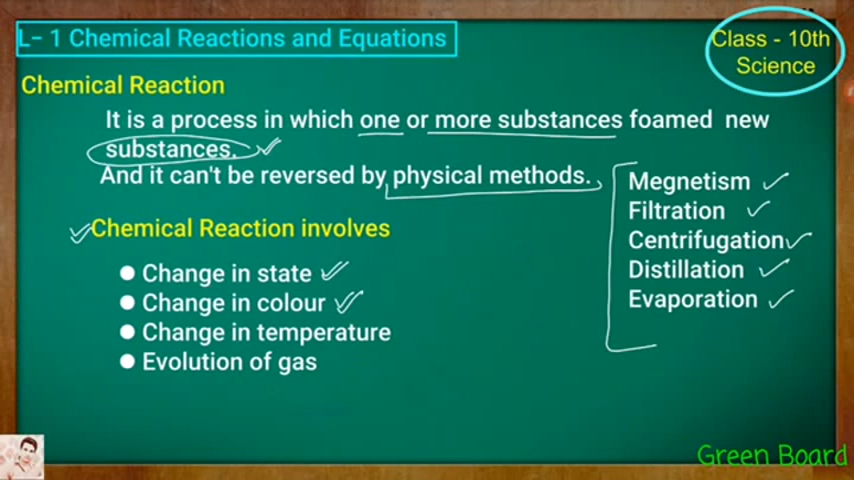 L– 1 Chemical Reactions and Equations
Class - 10th
Science
Chemical Reaction
It is a process in which one or more substances foamed new
substances.
And it can't be reversed by physical methods.
Megnetism
Filtration
Centrifugation
Distillation
Evaporation
Chemical Reaction involves
● Change in state
● Change in colour
● Change in temperature
● Evolution of gas
Green Board